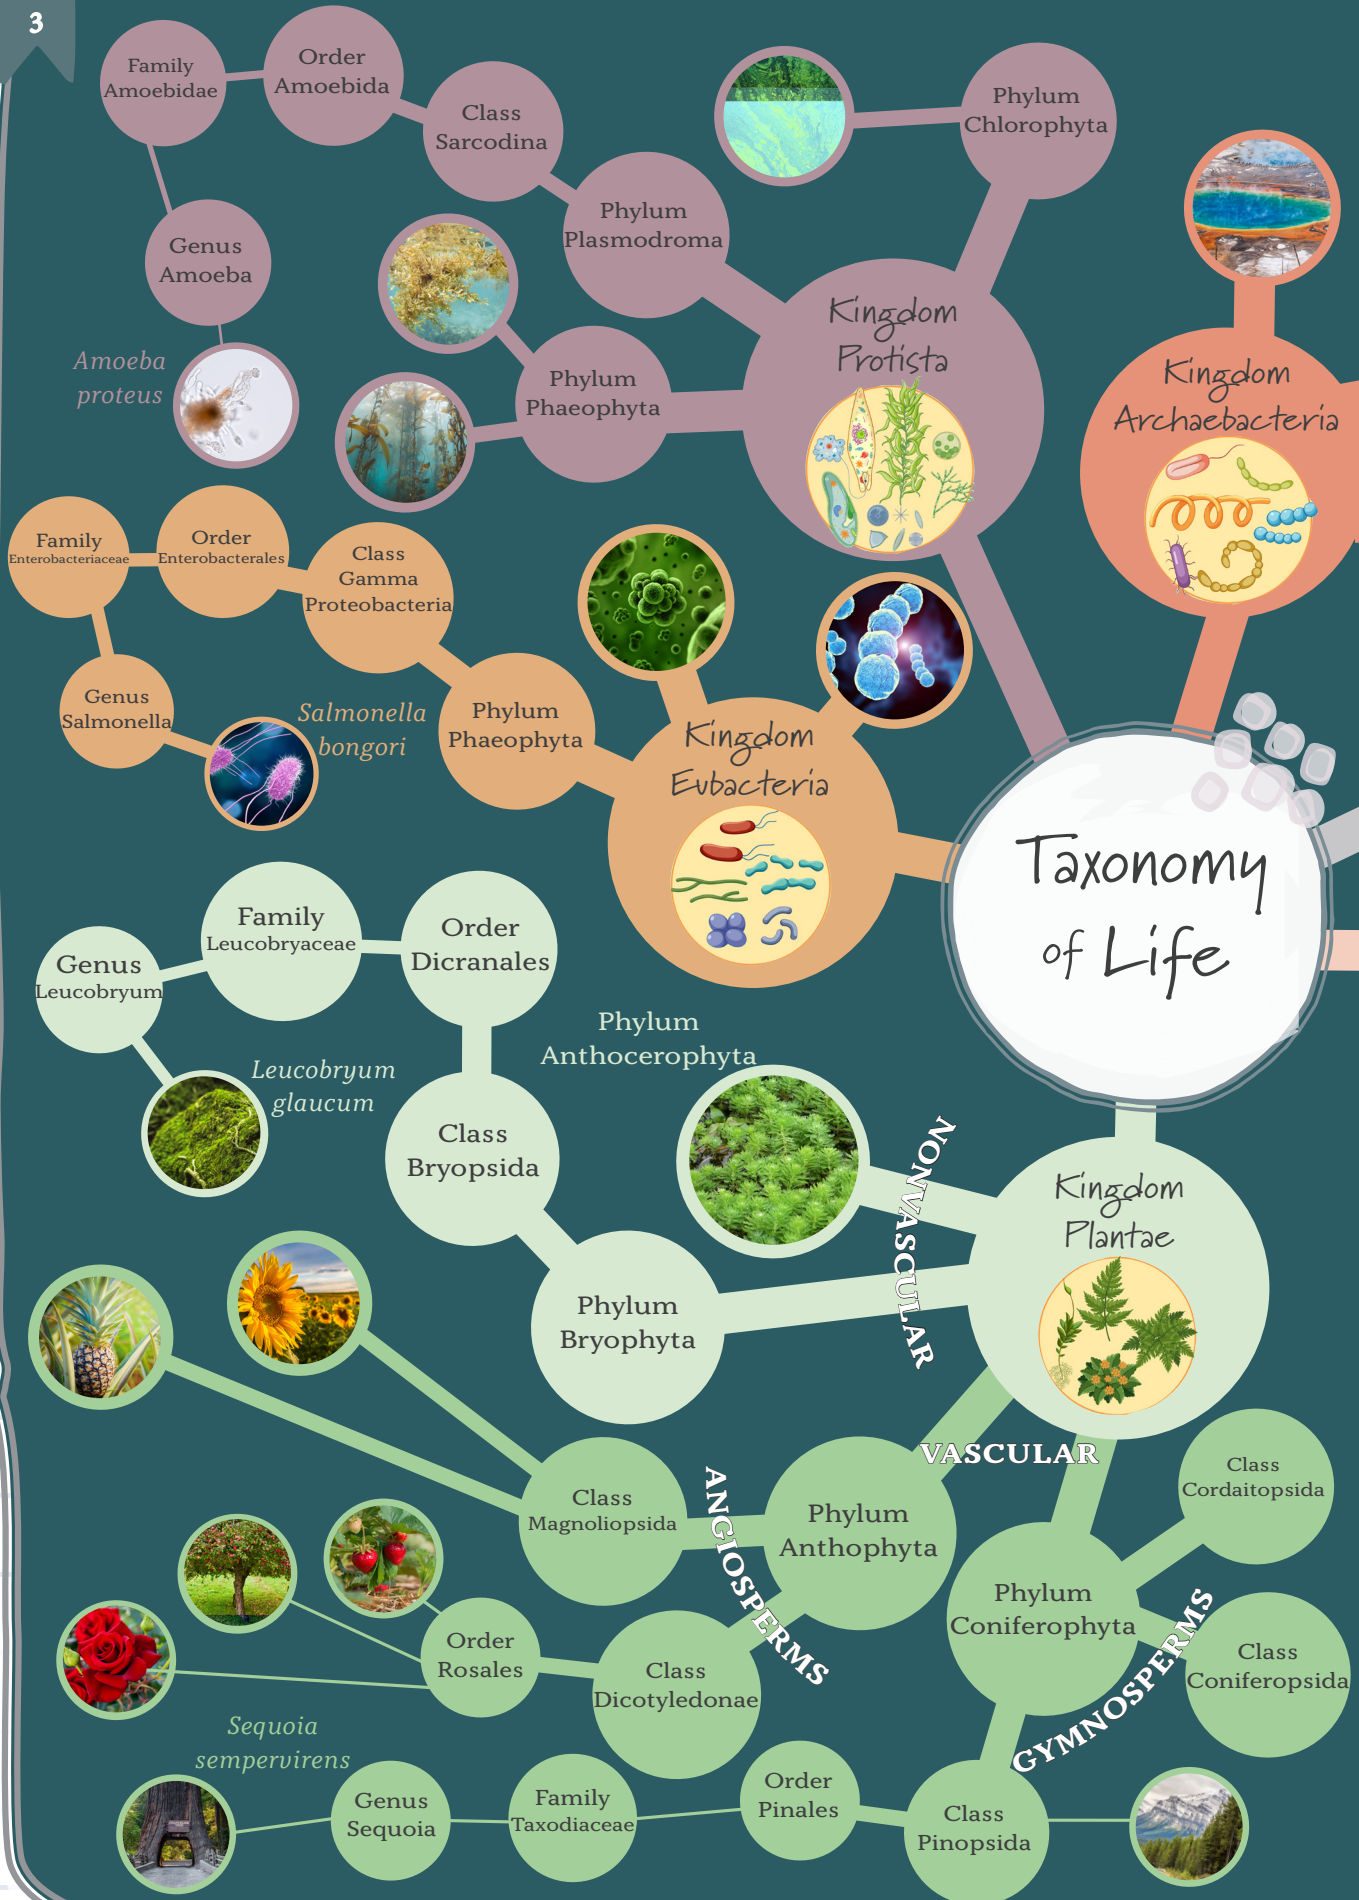 3
Family
Amoebidae
Order
Amoebida
Class
Sarcodina
Phylum
Plasmodroma
Phylum
Chlorophyta
Genus
Amoeba
Amoeba
proteus
Phylum
Phaeophyta
Kingdom
Protista
Kingdom
Archaebacteria
Family
Enterobacteriaceae
Order
Enterobacterales
Class
Gamma
Proteobacteria
Genus
Salmonella
Salmonella
bongori
Phylum
Phaeophyta
Kingdom
Eubacteria
Taxonomy
of Life
Genus
Leucobryum
Family
Leucobryaceae
Order
Dicranales
Leucobryum
glaucum
Class
Bryopsida
Phylum
Anthocerophyta
NONVASCULAR
Phylum
Bryophyta
Kingdom
Plantae
VASCULAR
Class
Magnoliopsida
ANGIOSPERMS
Phylum
Anthophyta
Class
Cordaitopsida
Phylum
Coniferophyta
GYMNOSPERMS
Class
Coniferopsida
Order
Rosales
Class
Dicotyledonae
Sequoia
sempervirens
Genus
Sequoia
Family
Taxodiaceae
Order
Pinales
Class
Pinopsida